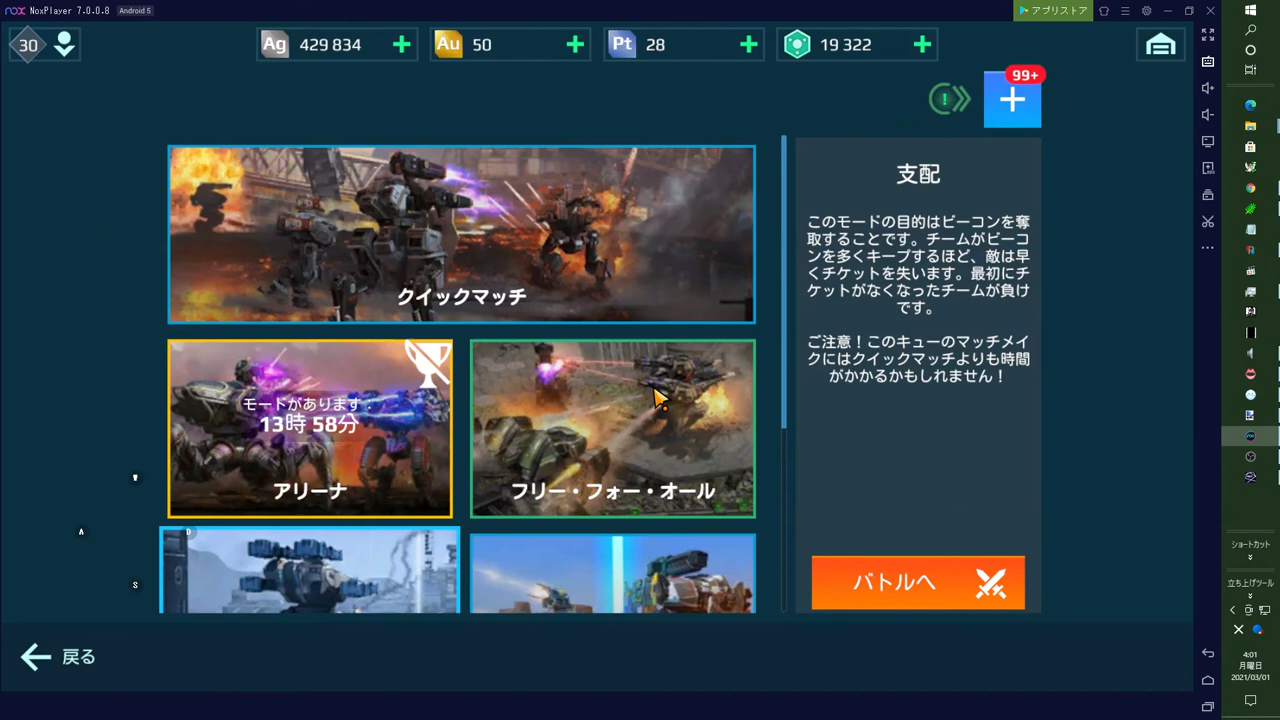 nox NoxPlayer 7.0.0.8 Android 5
アプリストア
30
Ag 429 834
Au 50
Pt 28
19 322
99+
クイックマッチ
モードがあります：
13時 58分
アリーナ
フリー・フォー・オール
支配
このモードの目的はビーコンを奪
取することです。チームがビーコ
ンを多くキープするほど、敵は早
くチケットを失います。最初にチ
ケットがなくなったチームが負け
です。
ご注意！このキューのマッチメイ
クにはクイックマッチよりも時間
がかかるかもしれません！
バトルへ
A
D
S
戻る
ショートカット
立ち上げツール
4:01
月曜日
2021/03/01